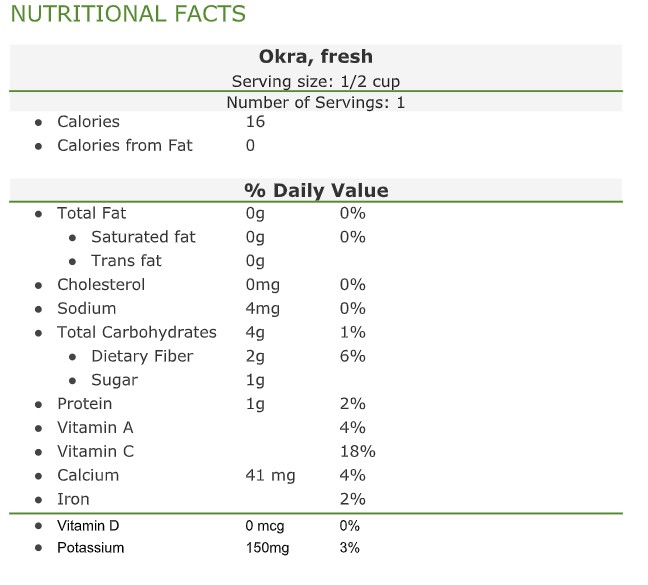 NUTRITIONAL FACTS
Okra, fresh
Serving size: 1/2 cup
Number of Servings: 1
• Calories 16
• Calories from Fat 0
% Daily Value
• Total Fat 0g 0%
• Saturated fat 0g 0%
• Trans fat 0g
• Cholesterol 0mg 0%
• Sodium 4mg 0%
• Total Carbohydrates 4g 1%
• Dietary Fiber 2g 6%
• Sugar 1g
• Protein 1g 2%
• Vitamin A 4%
• Vitamin C 18%
• Calcium 41 mg 4%
• Iron 2%
• Vitamin D 0 mcg 0%
• Potassium 150mg 3%